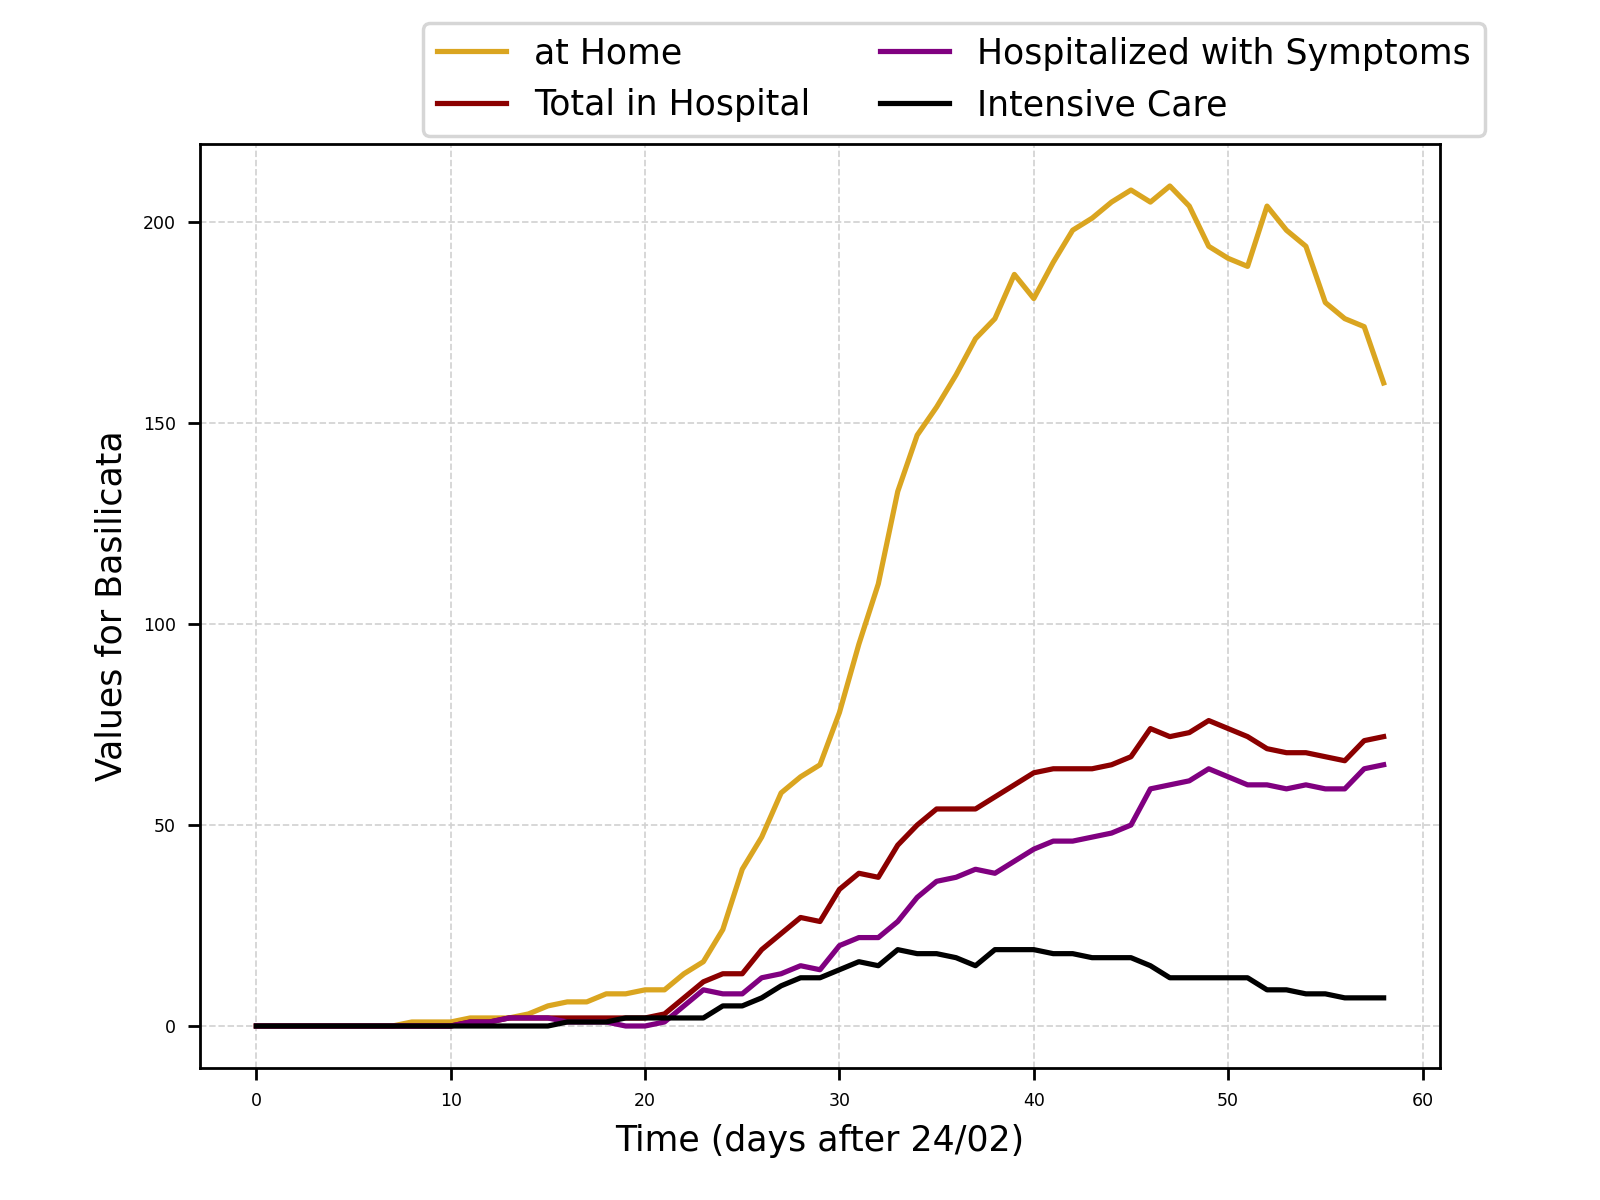 at Home
Total in Hospital
Hospitalized with Symptoms
Intensive Care
Values for Basilicata
200
150
100
50
0
0 10 20 30 40 50 60
Time (days after 24/02)